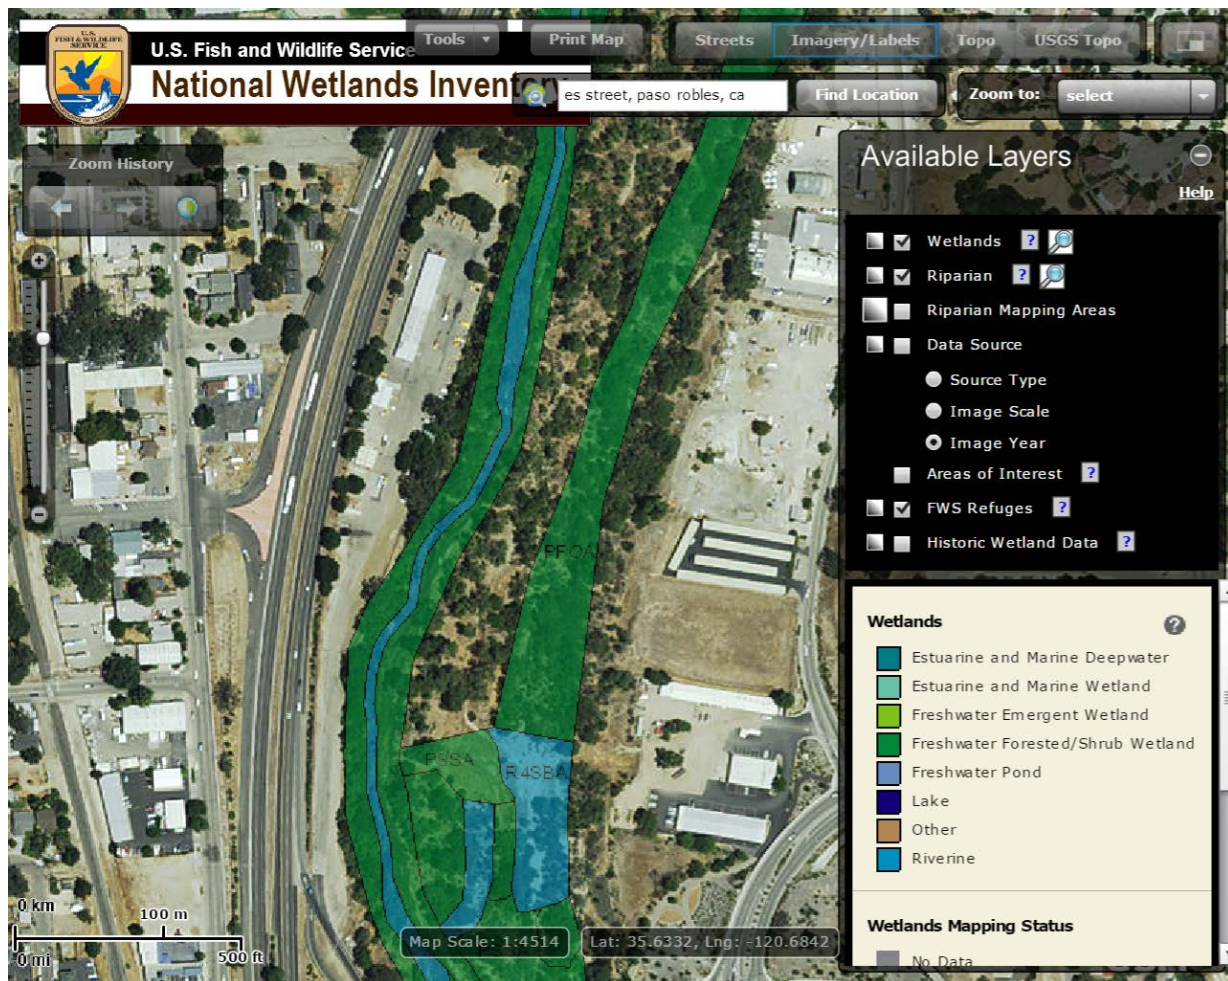 U.S.
FISH & WILDLIFE
SERVICE
U.S. Fish and Wildlife Service
National Wetlands Inventory
Tools
Print Map
Streets
Imagery/Labels
Topo
USGS Topo
es street, paso robles, ca
Find Location
Zoom to:
select
Zoom History
Available Layers
Help
Wetlands ?
Riparian ?
Riparian Mapping Areas
Data Source
Source Type
Image Scale
Image Year
Areas of Interest ?
FWS Refuges ?
Historic Wetland Data ?
PFOA
PSSA
R4SBA
Wetlands ?
Estuarine and Marine Deepwater
Estuarine and Marine Wetland
Freshwater Emergent Wetland
Freshwater Forested/Shrub Wetland
Freshwater Pond
Lake
Other
Riverine
Wetlands Mapping Status
No Data
0 km
100 m
0 mi
500 ft
Map Scale: 1:4514
Lat: 35.6332, Lng: -120.6842